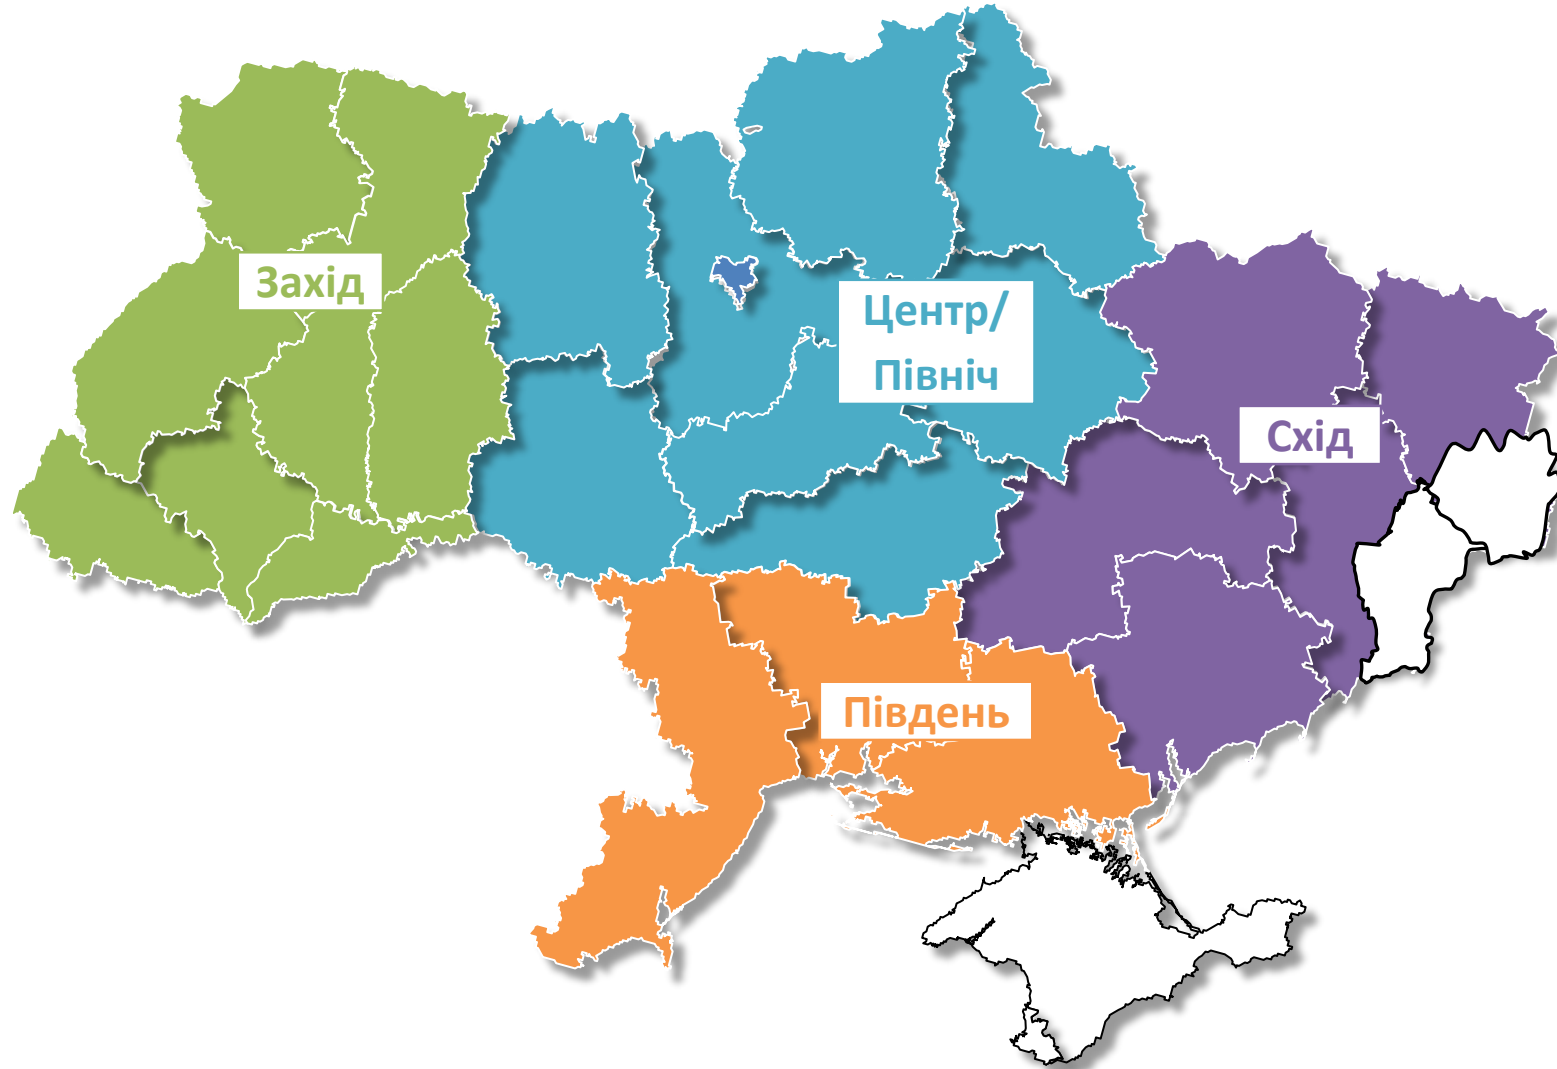 Захід
Центр/
Північ
Схід
Південь